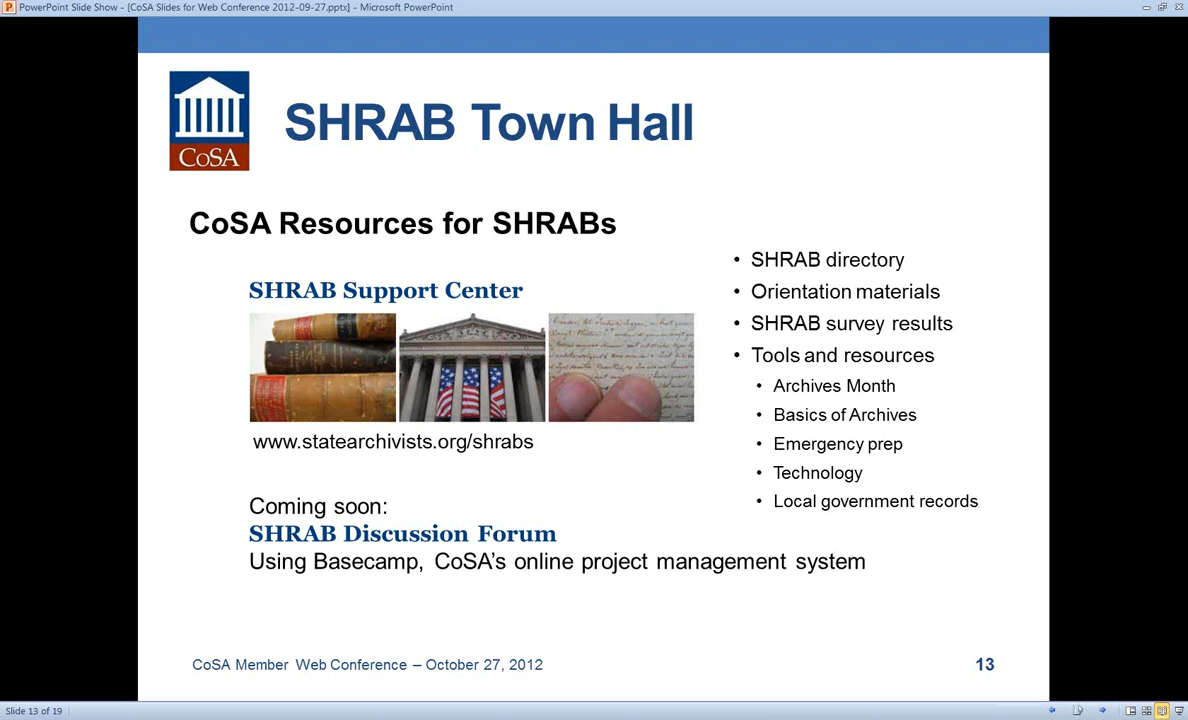 PowerPoint Slide Show - [CoSA Slides for Web Conference 2012-09-27.pptx] - Microsoft PowerPoint
CoSA
SHRAB Town Hall
CoSA Resources for SHRABs
SHRAB Support Center
www.statearchivists.org/shrabs
• SHRAB directory
• Orientation materials
• SHRAB survey results
• Tools and resources
• Archives Month
• Basics of Archives
• Emergency prep
• Technology
• Local government records
Coming soon:
SHRAB Discussion Forum
Using Basecamp, CoSA's online project management system
CoSA Member Web Conference – October 27, 2012
13
Slide 13 of 19